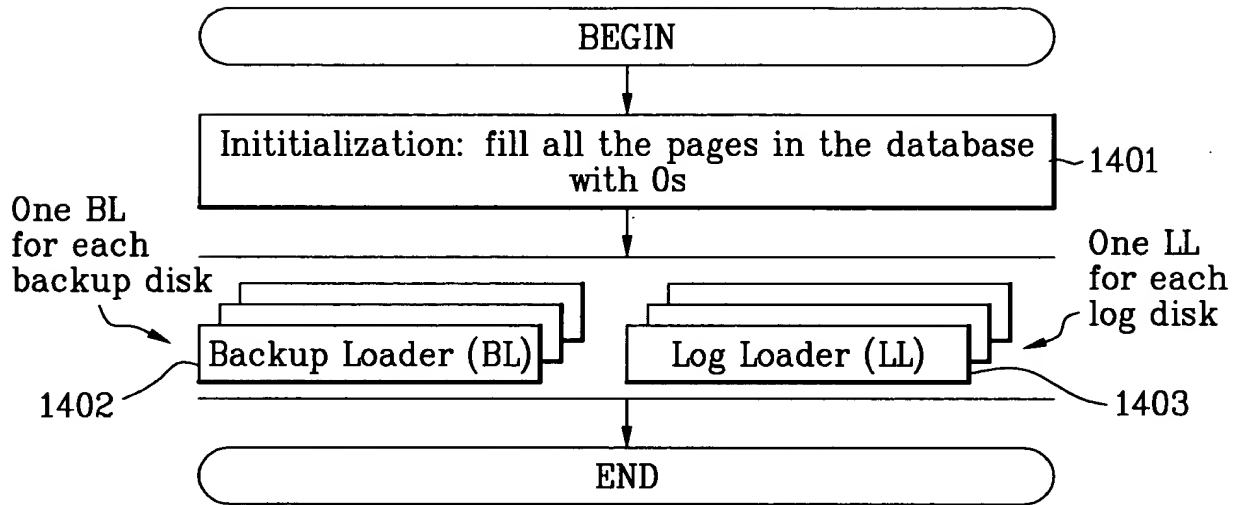 BEGIN
Inititialization: fill all the pages in the database
with 0s
1401
One BL
for each
backup disk
One LL
for each
log disk
Backup Loader (BL)
Log Loader (LL)
1402
1403
END